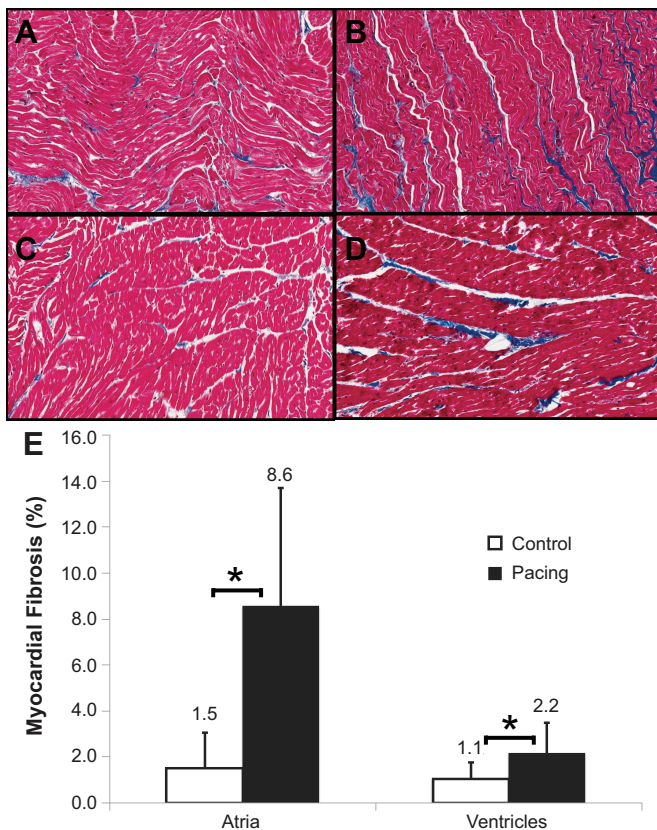 A
B
C
D
E
Myocardial Fibrosis (%)
16.0
14.0
12.0
10.0
8.0
6.0
4.0
2.0
0.0
8.6
*
1.5
Control
Pacing
2.2
*
1.1
Atria
Ventricles